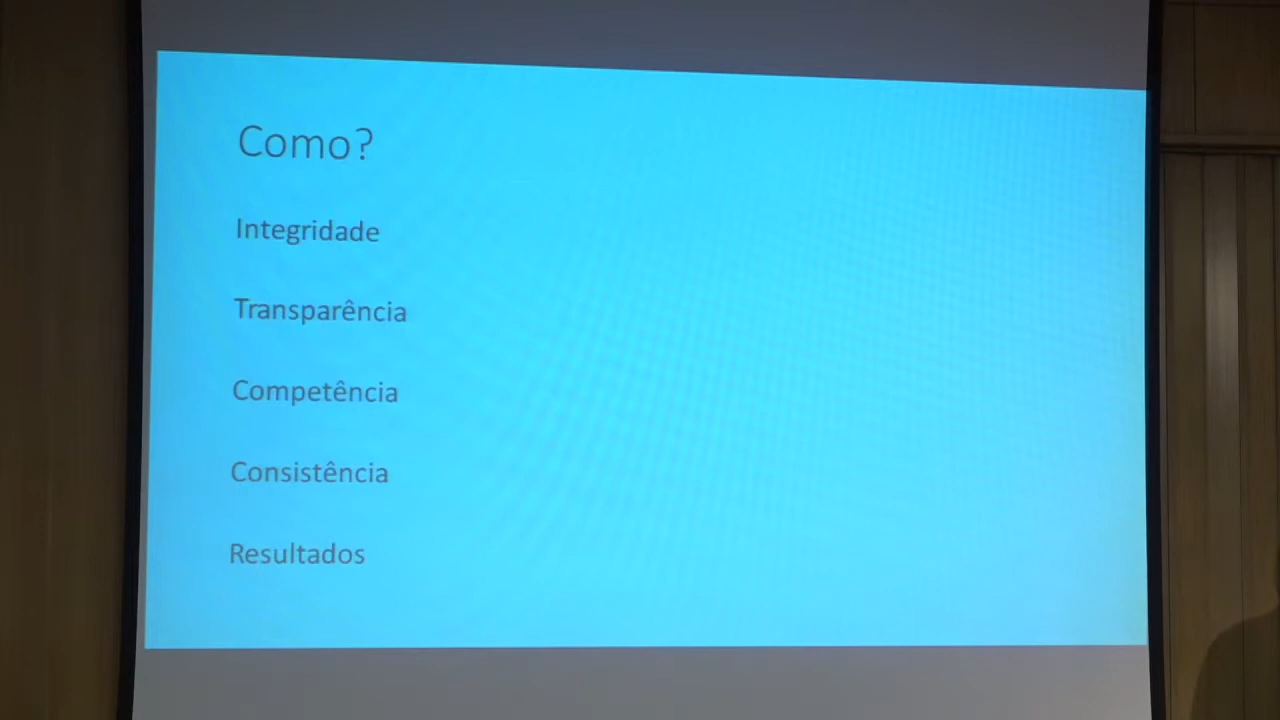 Como?
Integridade
Transparência
Competência
Consistência
Resultados